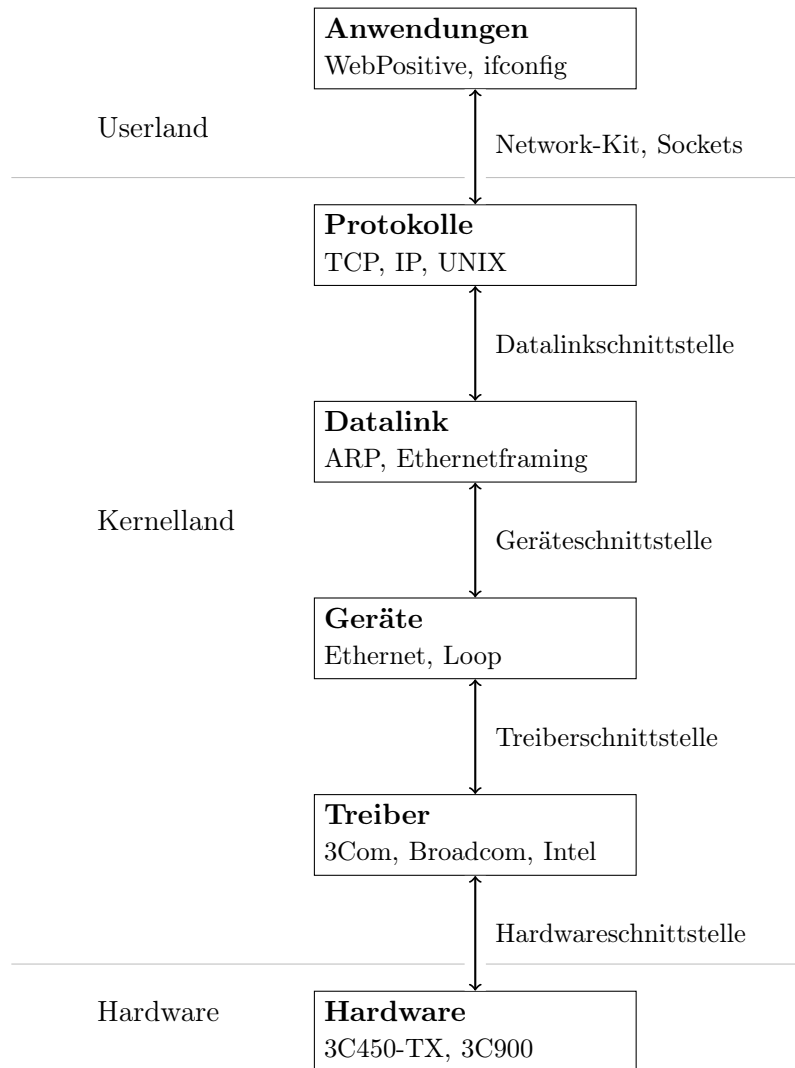 Anwendungen
WebPositive, ifconfig
Userland
Network-Kit, Sockets
Protokolle
TCP, IP, UNIX
Datalinkschnittstelle
Datalink
ARP, Ethernetframing
Kernelland
Geräteschnittstelle
Geräte
Ethernet, Loop
Treiberschnittstelle
Treiber
3Com, Broadcom, Intel
Hardwareschnittstelle
Hardware
Hardware
3C450-TX, 3C900